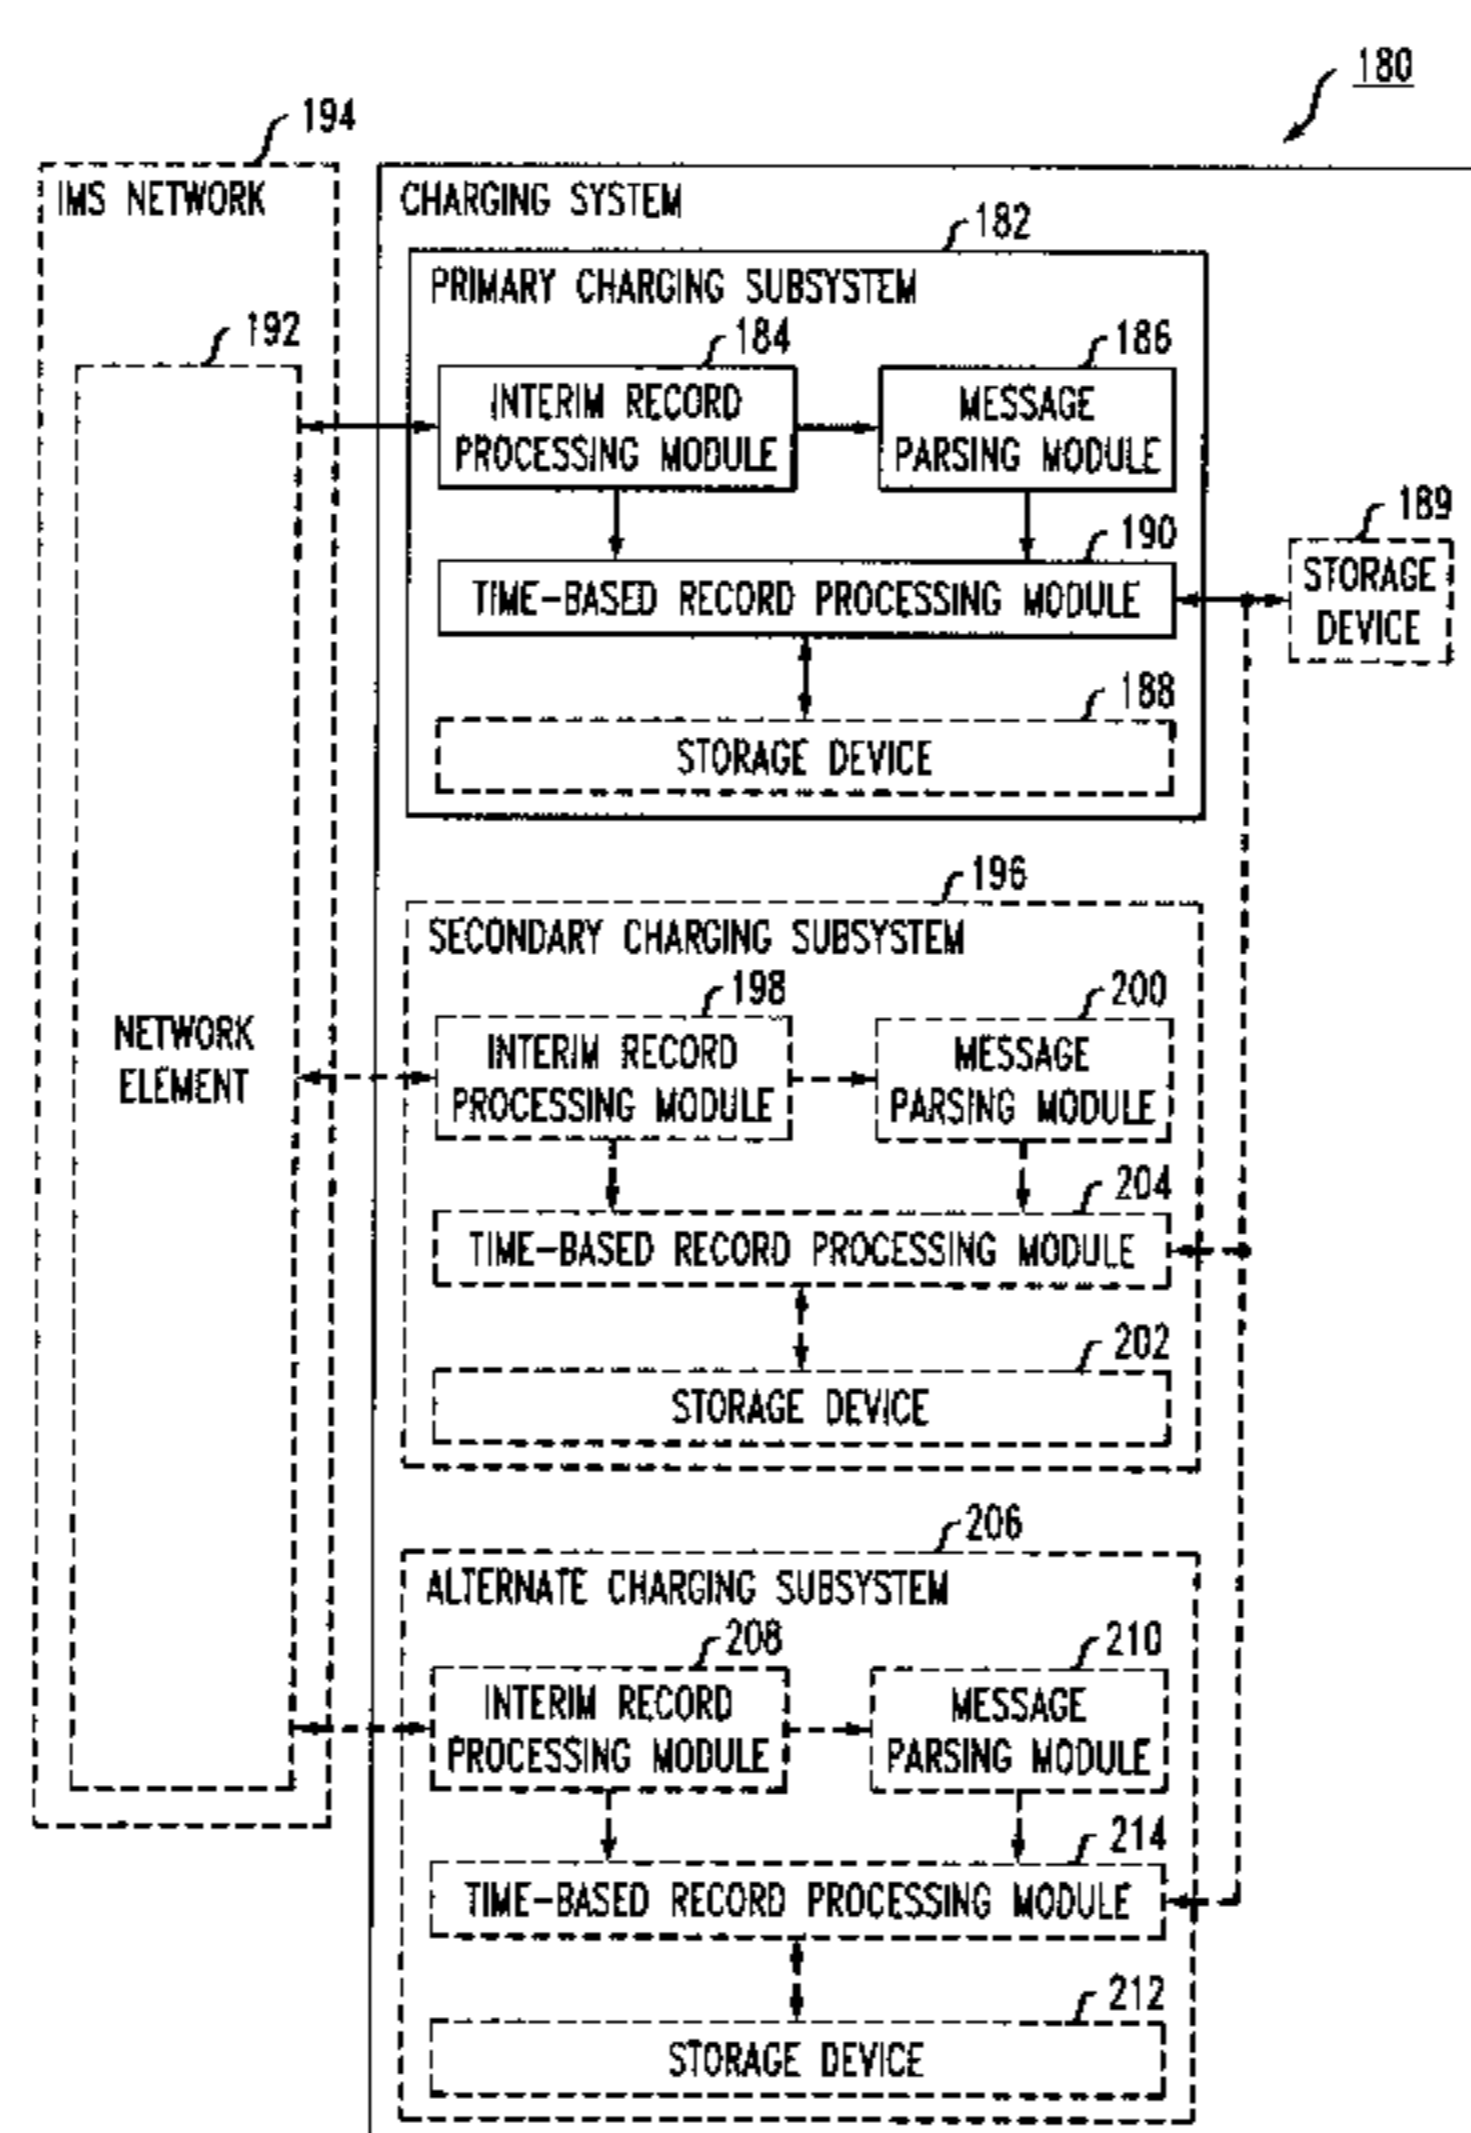 180
194
IMS NETWORK
CHARGING SYSTEM
182
PRIMARY CHARGING SUBSYSTEM
192
184
186
INTERIM RECORD
PROCESSING MODULE
MESSAGE
PARSING MODULE
189
STORAGE
DEVICE
190
TIME-BASED RECORD PROCESSING MODULE
188
STORAGE DEVICE
196
SECONDARY CHARGING SUBSYSTEM
198
200
NETWORK
ELEMENT
INTERIM RECORD
PROCESSING MODULE
MESSAGE
PARSING MODULE
204
TIME-BASED RECORD PROCESSING MODULE
202
STORAGE DEVICE
206
ALTERNATE CHARGING SUBSYSTEM
208
210
INTERIM RECORD
PROCESSING MODULE
MESSAGE
PARSING MODULE
214
TIME-BASED RECORD PROCESSING MODULE
212
STORAGE DEVICE